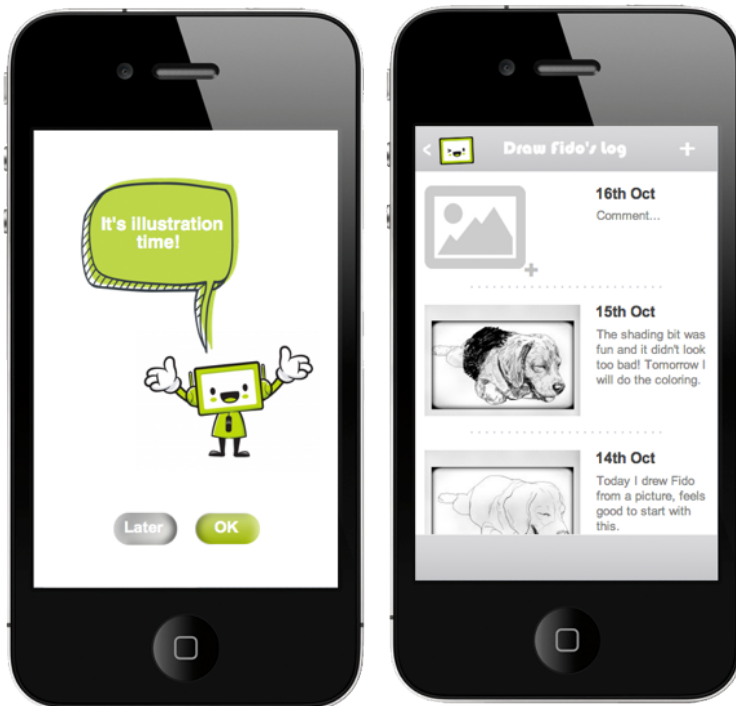 It's illustration
time!
Later
OK
< Draw Fido's Log +
16th Oct
Comment...
15th Oct
The shading bit was
fun and it didn't look
too bad! Tomorrow I
will do the coloring.
14th Oct
Today I drew Fido
from a picture, feels
good to start with
this.